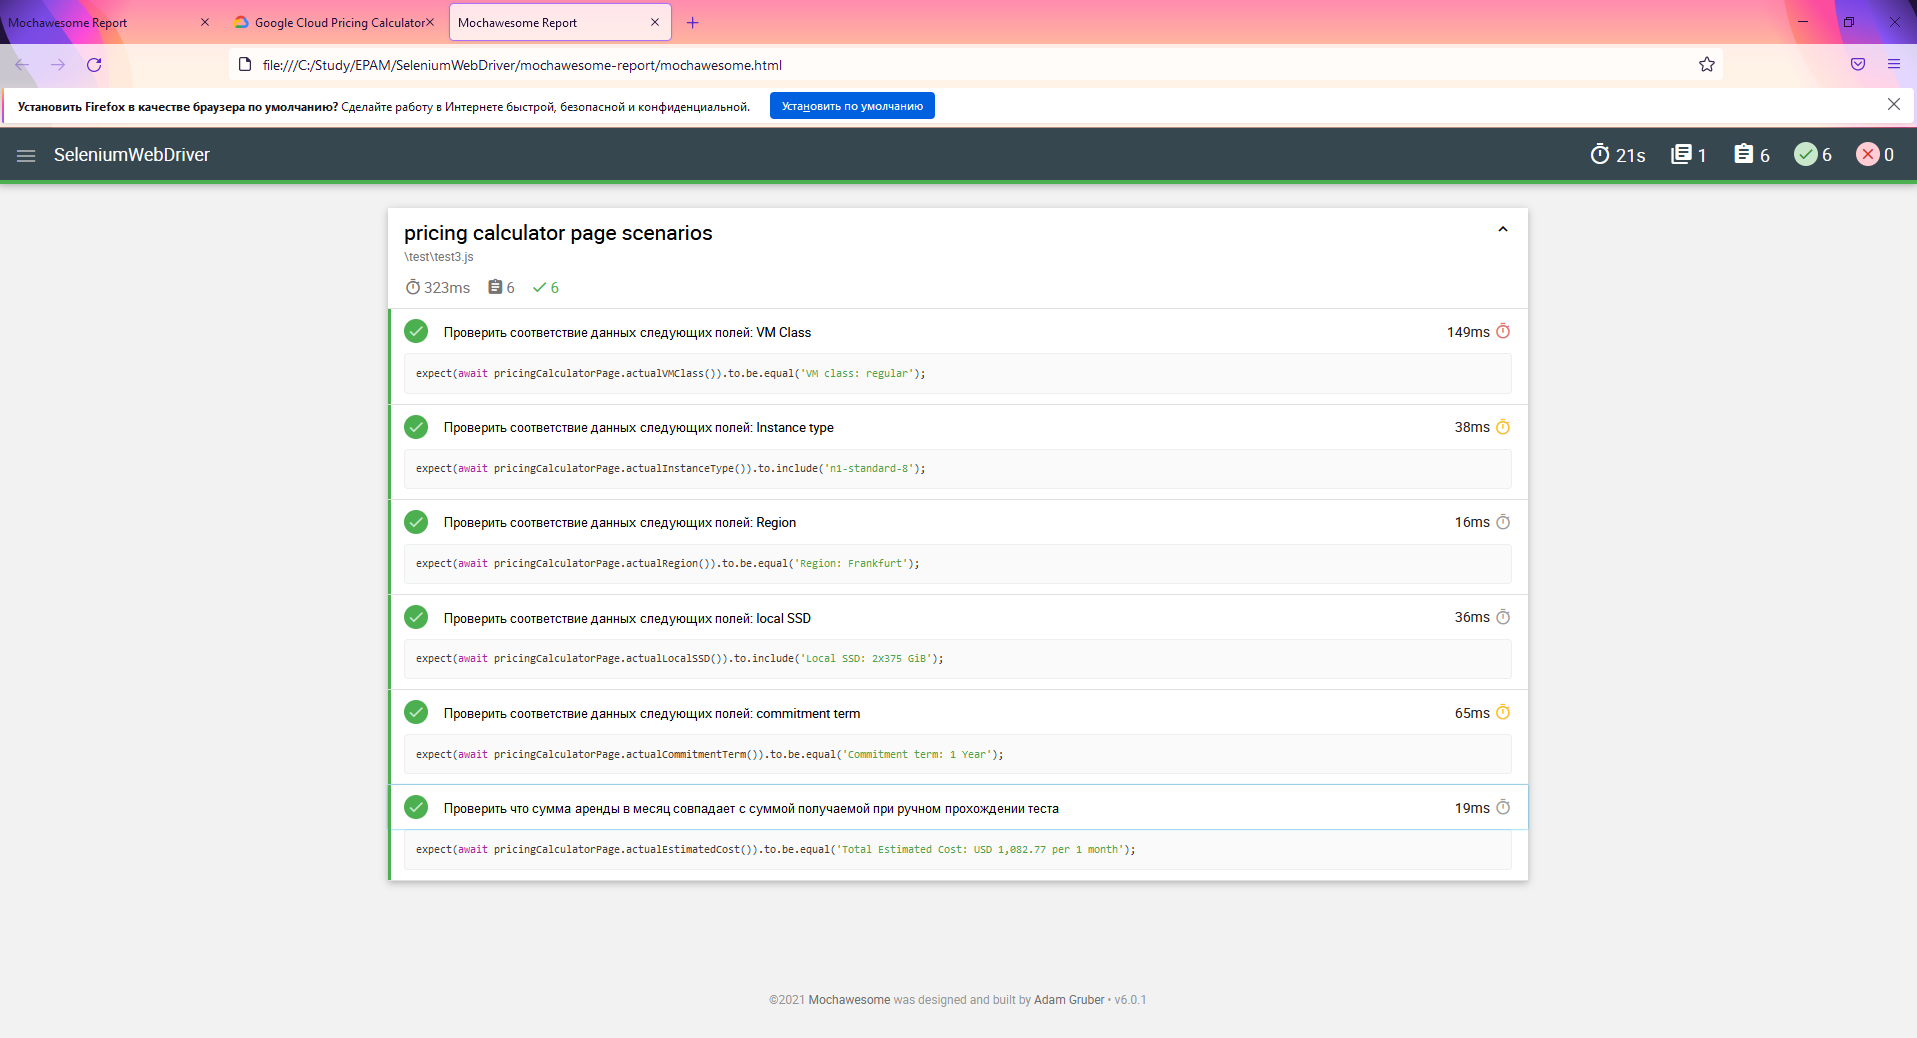 Mochawesome Report
Google Cloud Pricing Calculator
Mochawesome Report
file:///C:/Study/EPAM/SeleniumWebDriver/mochawesome-report/mochawesome.html
Установить Firefox в качестве браузера по умолчанию? Сделайте работу в Интернете быстрой, безопасной и конфиденциальной.
Установить по умолчанию
SeleniumWebDriver
21s 1 6 6 0
pricing calculator page scenarios
\test\test3.js
323ms 6 6
Проверить соответствие данных следующих полей: VM Class 149ms
expect(await pricingCalculatorPage.actualVMClass()).to.be.equal('VM class: regular');
Проверить соответствие данных следующих полей: Instance type 38ms
expect(await pricingCalculatorPage.actualInstanceType()).to.include('n1-standard-8');
Проверить соответствие данных следующих полей: Region 16ms
expect(await pricingCalculatorPage.actualRegion()).to.be.equal('Region: Frankfurt');
Проверить соответствие данных следующих полей: local SSD 36ms
expect(await pricingCalculatorPage.actualLocalSSD()).to.include('Local SSD: 2x375 GiB');
Проверить соответствие данных следующих полей: commitment term 65ms
expect(await pricingCalculatorPage.actualCommitmentTerm()).to.be.equal('Commitment term: 1 Year');
Проверить что сумма аренды в месяц совпадает с суммой получаемой при ручном прохождении теста 19ms
expect(await pricingCalculatorPage.actualEstimatedCost()).to.be.equal('Total Estimated Cost: USD 1,082.77 per 1 month');
©2021 Mochawesome was designed and built by Adam Gruber • v6.0.1